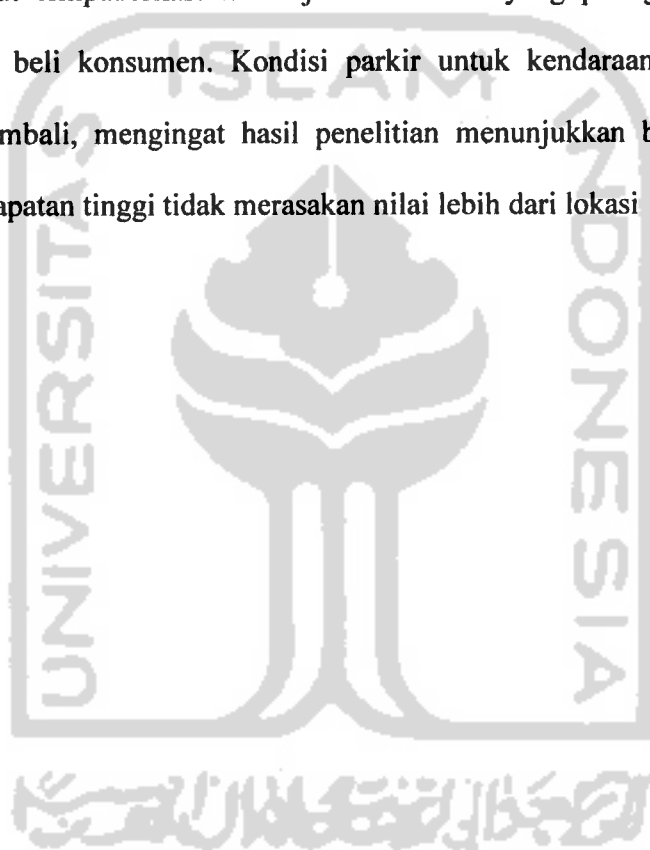 beli konsumen. Kondisi parkir untuk kendaraan
mbali, mengingat hasil penelitian menunjukkan b
apatan tinggi tidak merasakan nilai lebih dari lokasi
ISLAM
UNIVERSITAS
INDONESIA